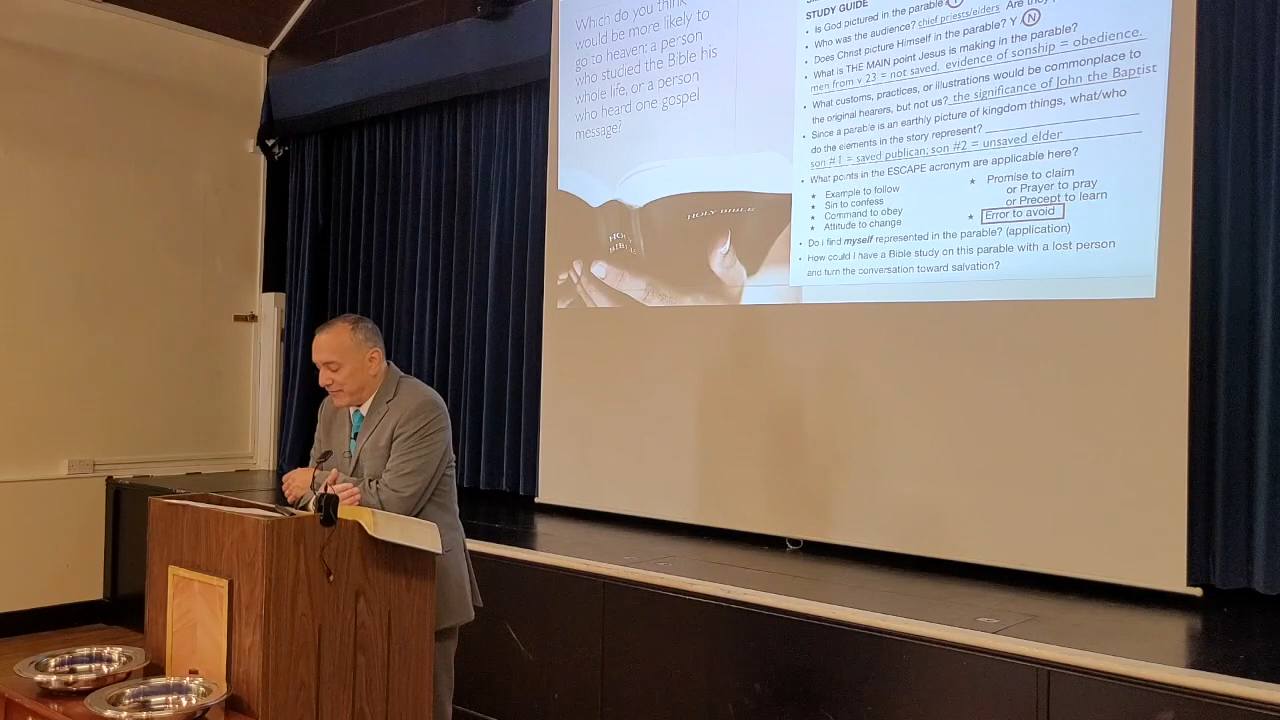 Which do you think
would be more likely to
go to heaven: a person
who studied the Bible his
whole life, or a person
who heard one gospel
message?
HOLY BIBLE
HOLY
BIBLE
STUDY GUIDE
• Is God pictured in the parable
• Who was the audience? chief priests/elders Are they
• Does Christ picture Himself in the parable? Y N
• What is THE MAIN point Jesus is making in the parable?
men from v 23 = not saved. evidence of sonship = obedience.
• What customs, practices, or illustrations would be commonplace to
the original hearers, but not us? the significance of John the Baptist
• Since a parable is an earthly picture of kingdom things, what/who
do the elements in the story represent?
son #1 = saved publican; son #2 = unsaved elder
• What points in the ESCAPE acronym are applicable here?
★ Example to follow
★ Sin to confess
★ Command to obey
★ Attitude to change
★ Promise to claim
or Prayer to pray
or Precept to learn
★ Error to avoid
• Do I find myself represented in the parable? (application)
• How could I have a Bible study on this parable with a lost person
and turn the conversation toward salvation?